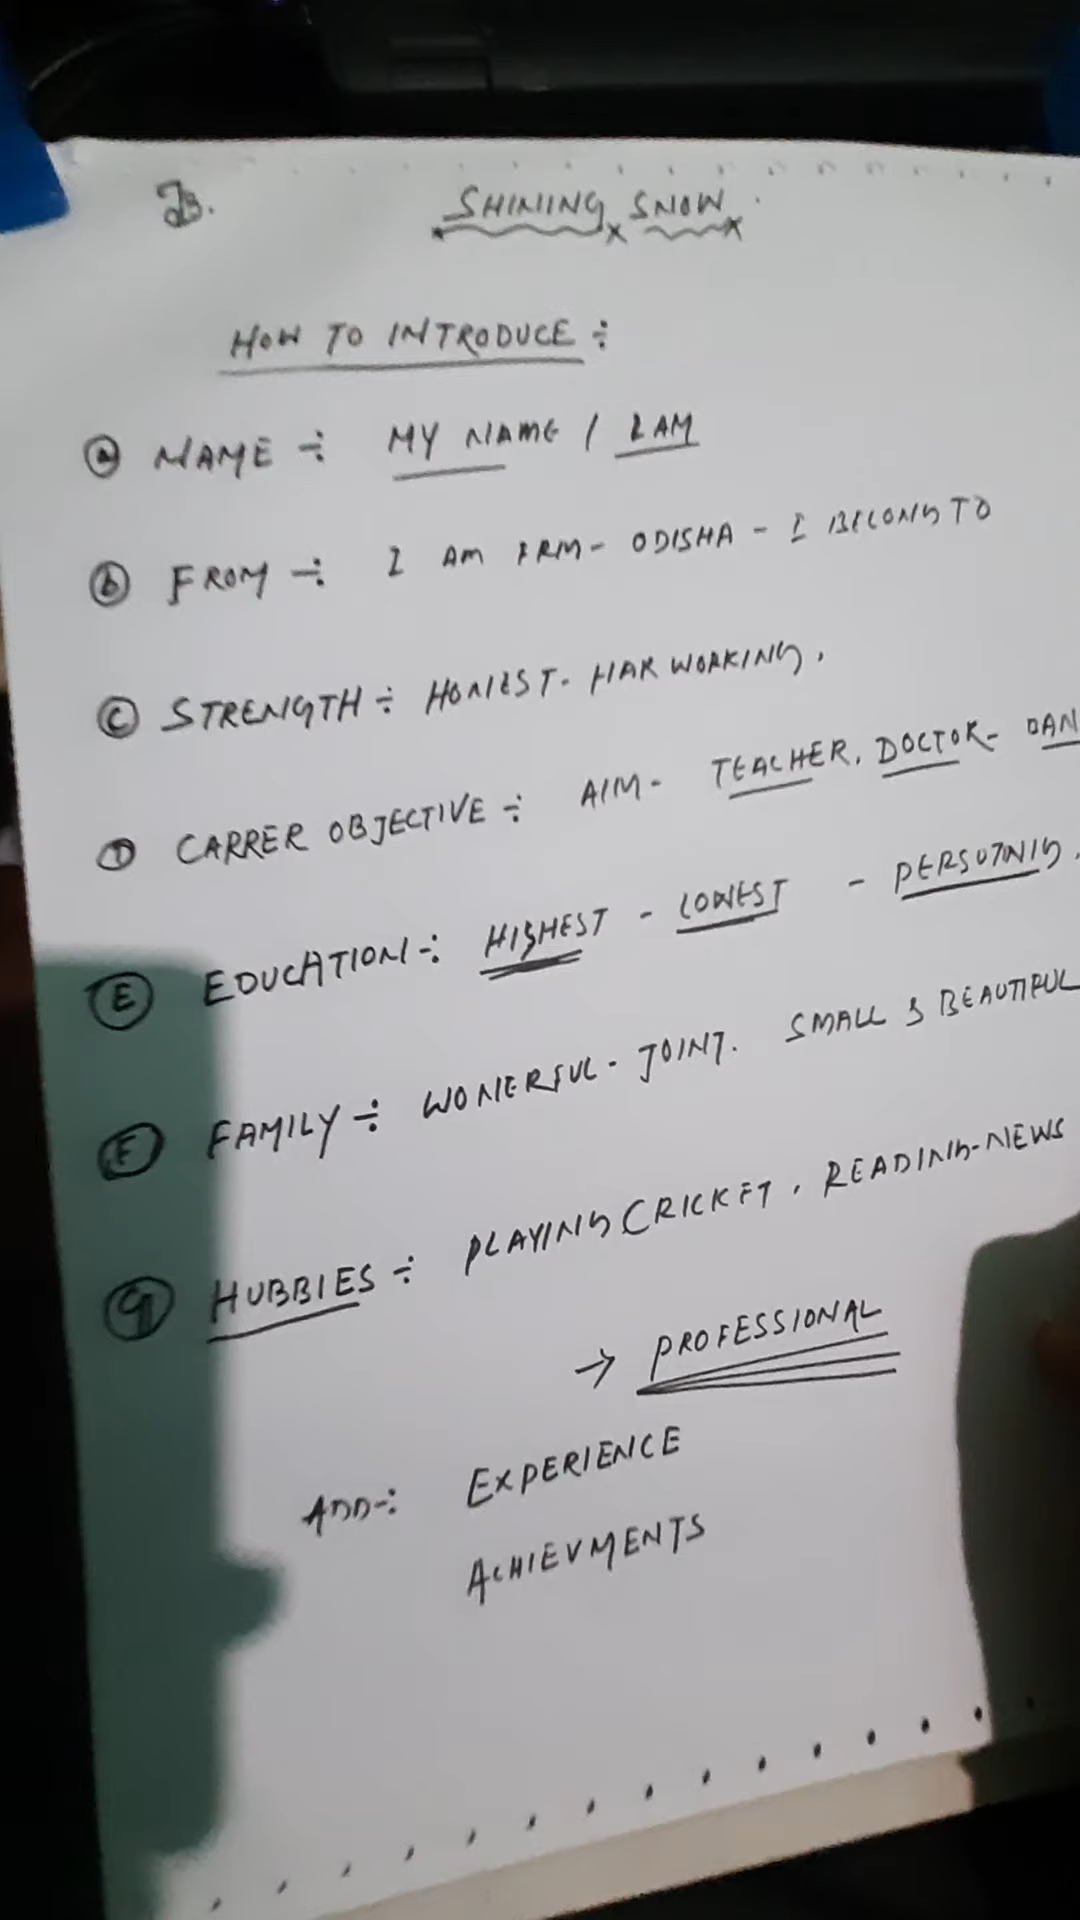 SHINING SNOW
HOW TO INTRODUCE ÷
(a) NAME ÷ MY NAME / I AM
(b) FROM ÷ I AM FRM - ODISHA - I BELONG TO
(C) STRENGTH ÷ HONEST - HAR WORKING,
(D) CARRER OBJECTIVE ÷ AIM - TEACHER, DOCTOR - DAN
(E) EDUCATION ÷ HIGHEST - LOWEST -
(F) FAMILY ÷ WONERFUL - JOINT. SMALL & BEAUTIFUL
(G) HUBBIES ÷ PLAYING CRICKET, READING - NEWS
→ PROFESSIONAL
ADD ÷ EXPERIENCE
ACHIEVMENTS